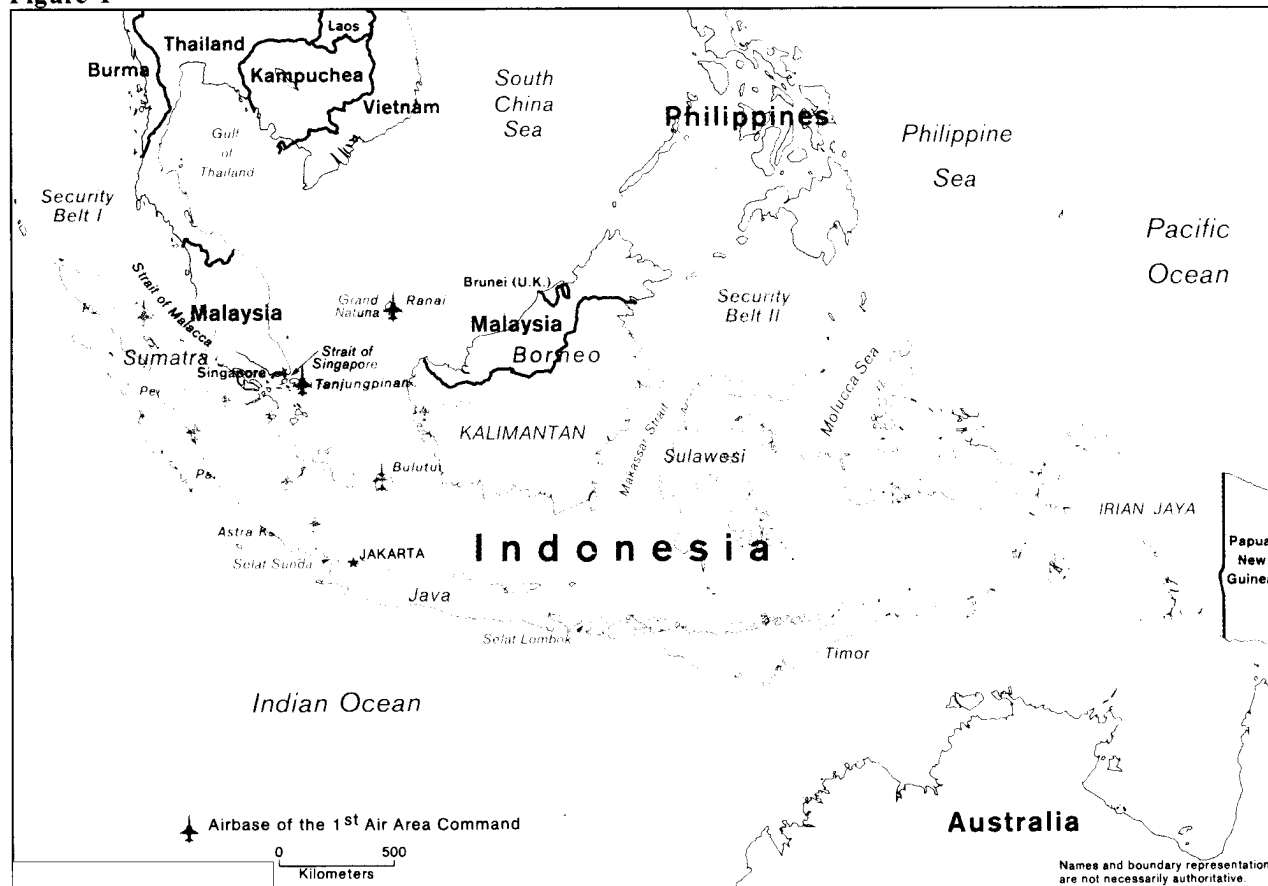 Figure 1
Thailand
Laos
Burma
Kampuchea
Vietnam
South
China
Sea
Philippines
Philippine
Sea
Gulf
of
Thailand
Security
Belt I
Pacific
Ocean
Strait of Malacca
Malaysia
Grand
Natuna
Ranai
Brunei (U.K.)
Malaysia
Borneo
Security
Belt II
Sumatra
Strait of
Singapore
Singapore
Tanjungpinan
Molucca Sea
Pe
KALIMANTAN
Makassar Strait
Sulawesi
Pa
Bulutui
IRIAN JAYA
Astra K
JAKARTA
Indonesia
Selat Sunda
Papua
New
Guinea
Java
Selat Lombok
Timor
Indian Ocean
Australia
Airbase of the 1st Air Area Command
0 500
Kilometers
Names and boundary representation
are not necessarily authoritative.